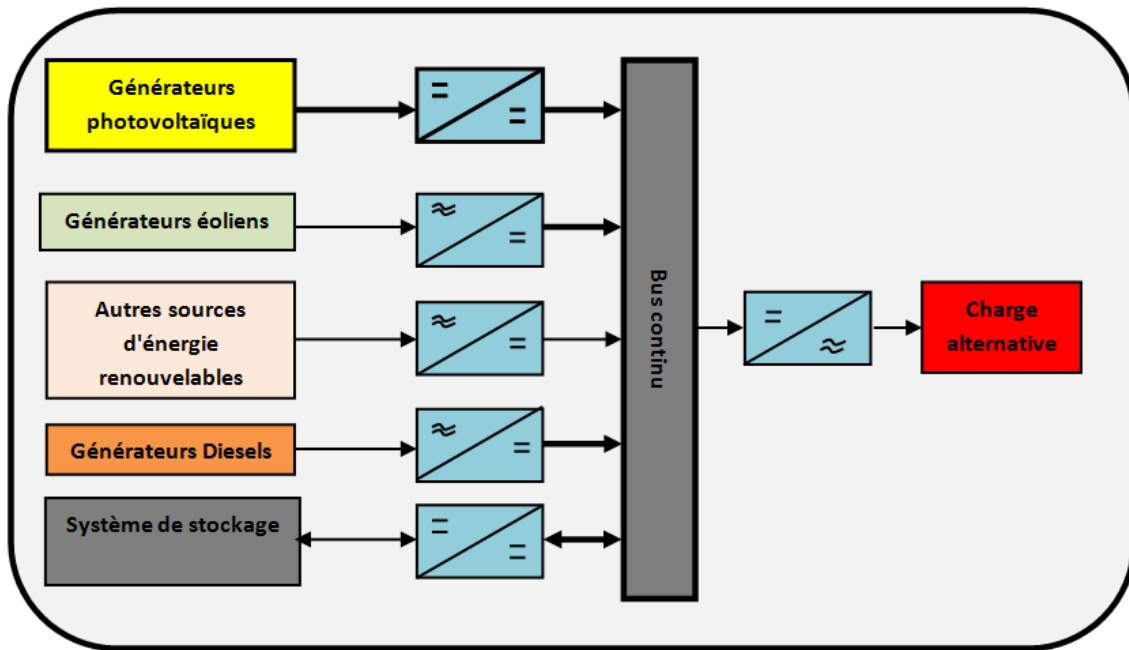 Générateurs
photovoltaïques
Générateurs éoliens
Autres sources
d'énergie
renouvelables
Générateurs Diesels
Système de stockage
Bus continu
Charge
alternative